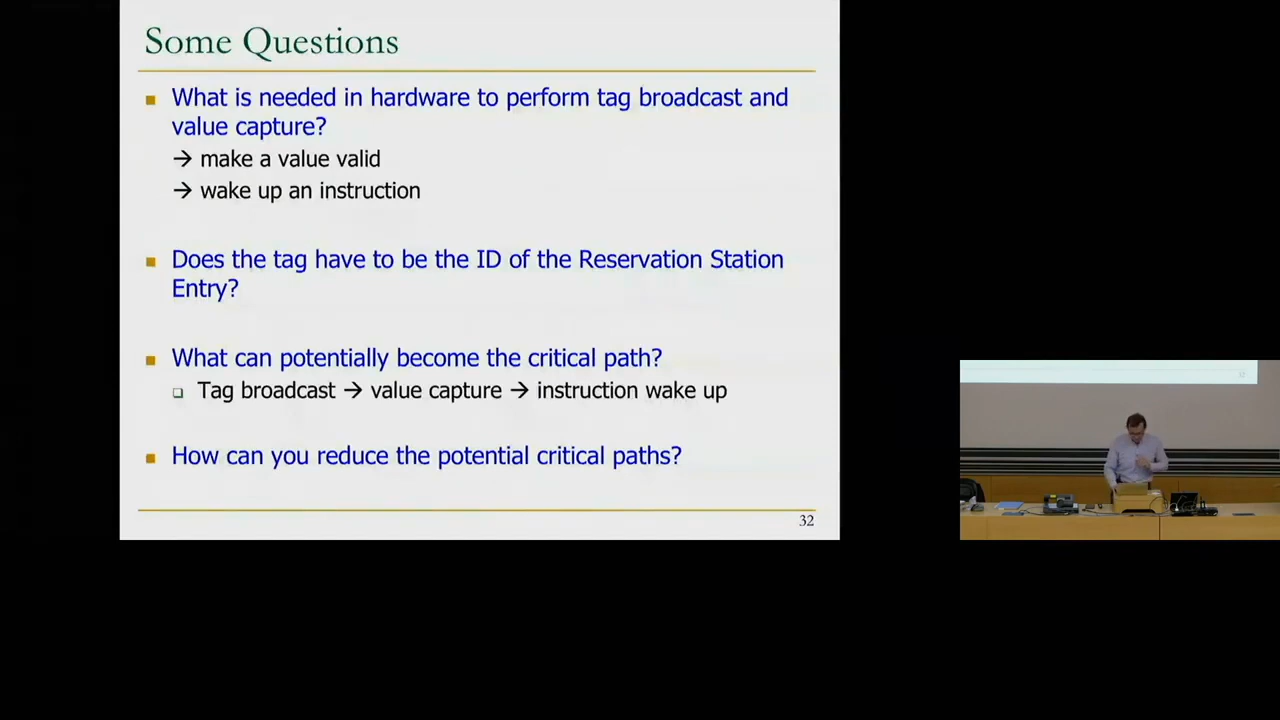 Some Questions
What is needed in hardware to perform tag broadcast and
value capture?
→ make a value valid
→ wake up an instruction
Does the tag have to be the ID of the Reservation Station
Entry?
What can potentially become the critical path?
Tag broadcast → value capture → instruction wake up
How can you reduce the potential critical paths?
32